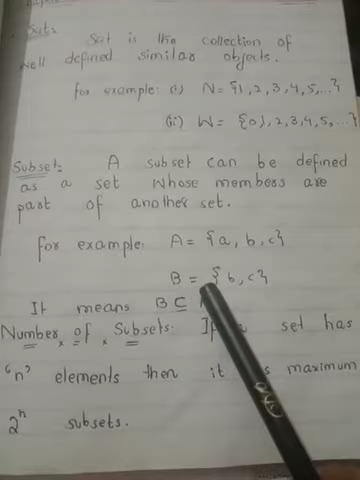 Set:
Set is the collection of
well defined similar objects.
for example: (i) N = {1, 2, 3, 4, 5, ...}
(ii) W = {0, 1, 2, 3, 4, 5, ...}
Subset: A subset can be defined
as a set whose members are
part of another set.
for example: A = {a, b, c}
B = {b, c}
It means B ⊆
Number of Subsets: If set has
'n' elements then it maximum
2ⁿ subsets.